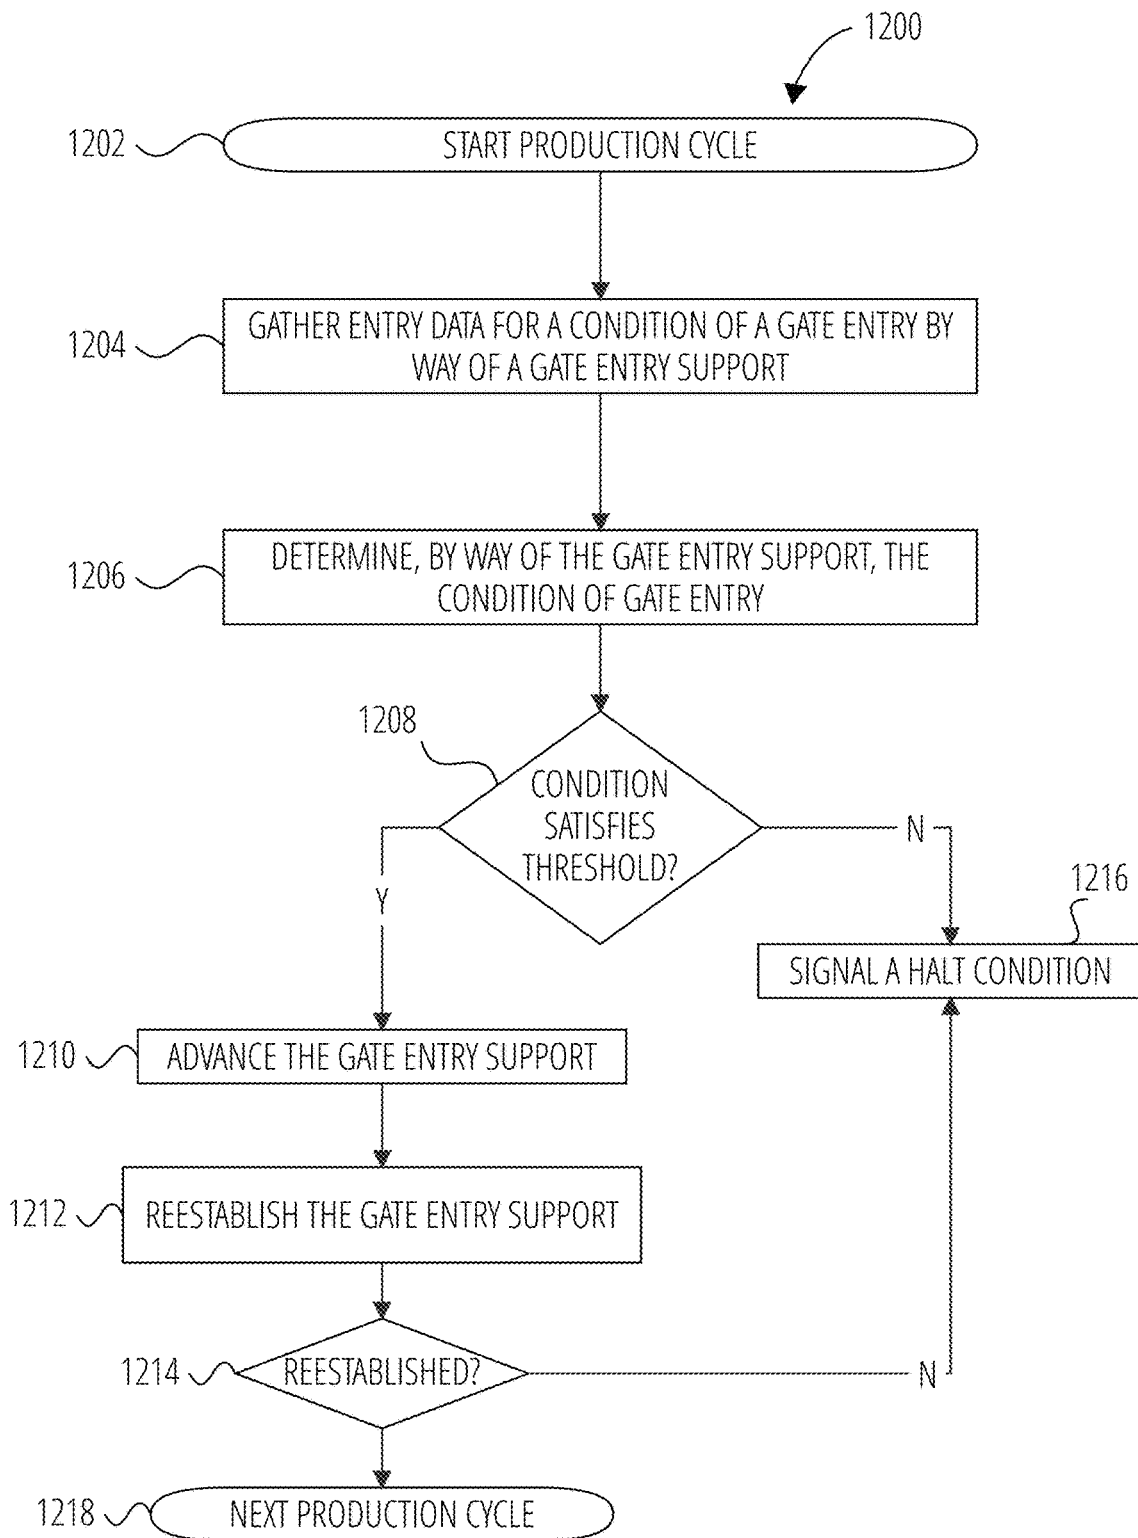 1200
1202
START PRODUCTION CYCLE
1204
GATHER ENTRY DATA FOR A CONDITION OF A GATE ENTRY BY
WAY OF A GATE ENTRY SUPPORT
1206
DETERMINE, BY WAY OF THE GATE ENTRY SUPPORT, THE
CONDITION OF GATE ENTRY
1208
CONDITION
SATISFIES
THRESHOLD?
N
Y
1216
SIGNAL A HALT CONDITION
1210
ADVANCE THE GATE ENTRY SUPPORT
1212
REESTABLISH THE GATE ENTRY SUPPORT
1214
REESTABLISHED?
N
1218
NEXT PRODUCTION CYCLE